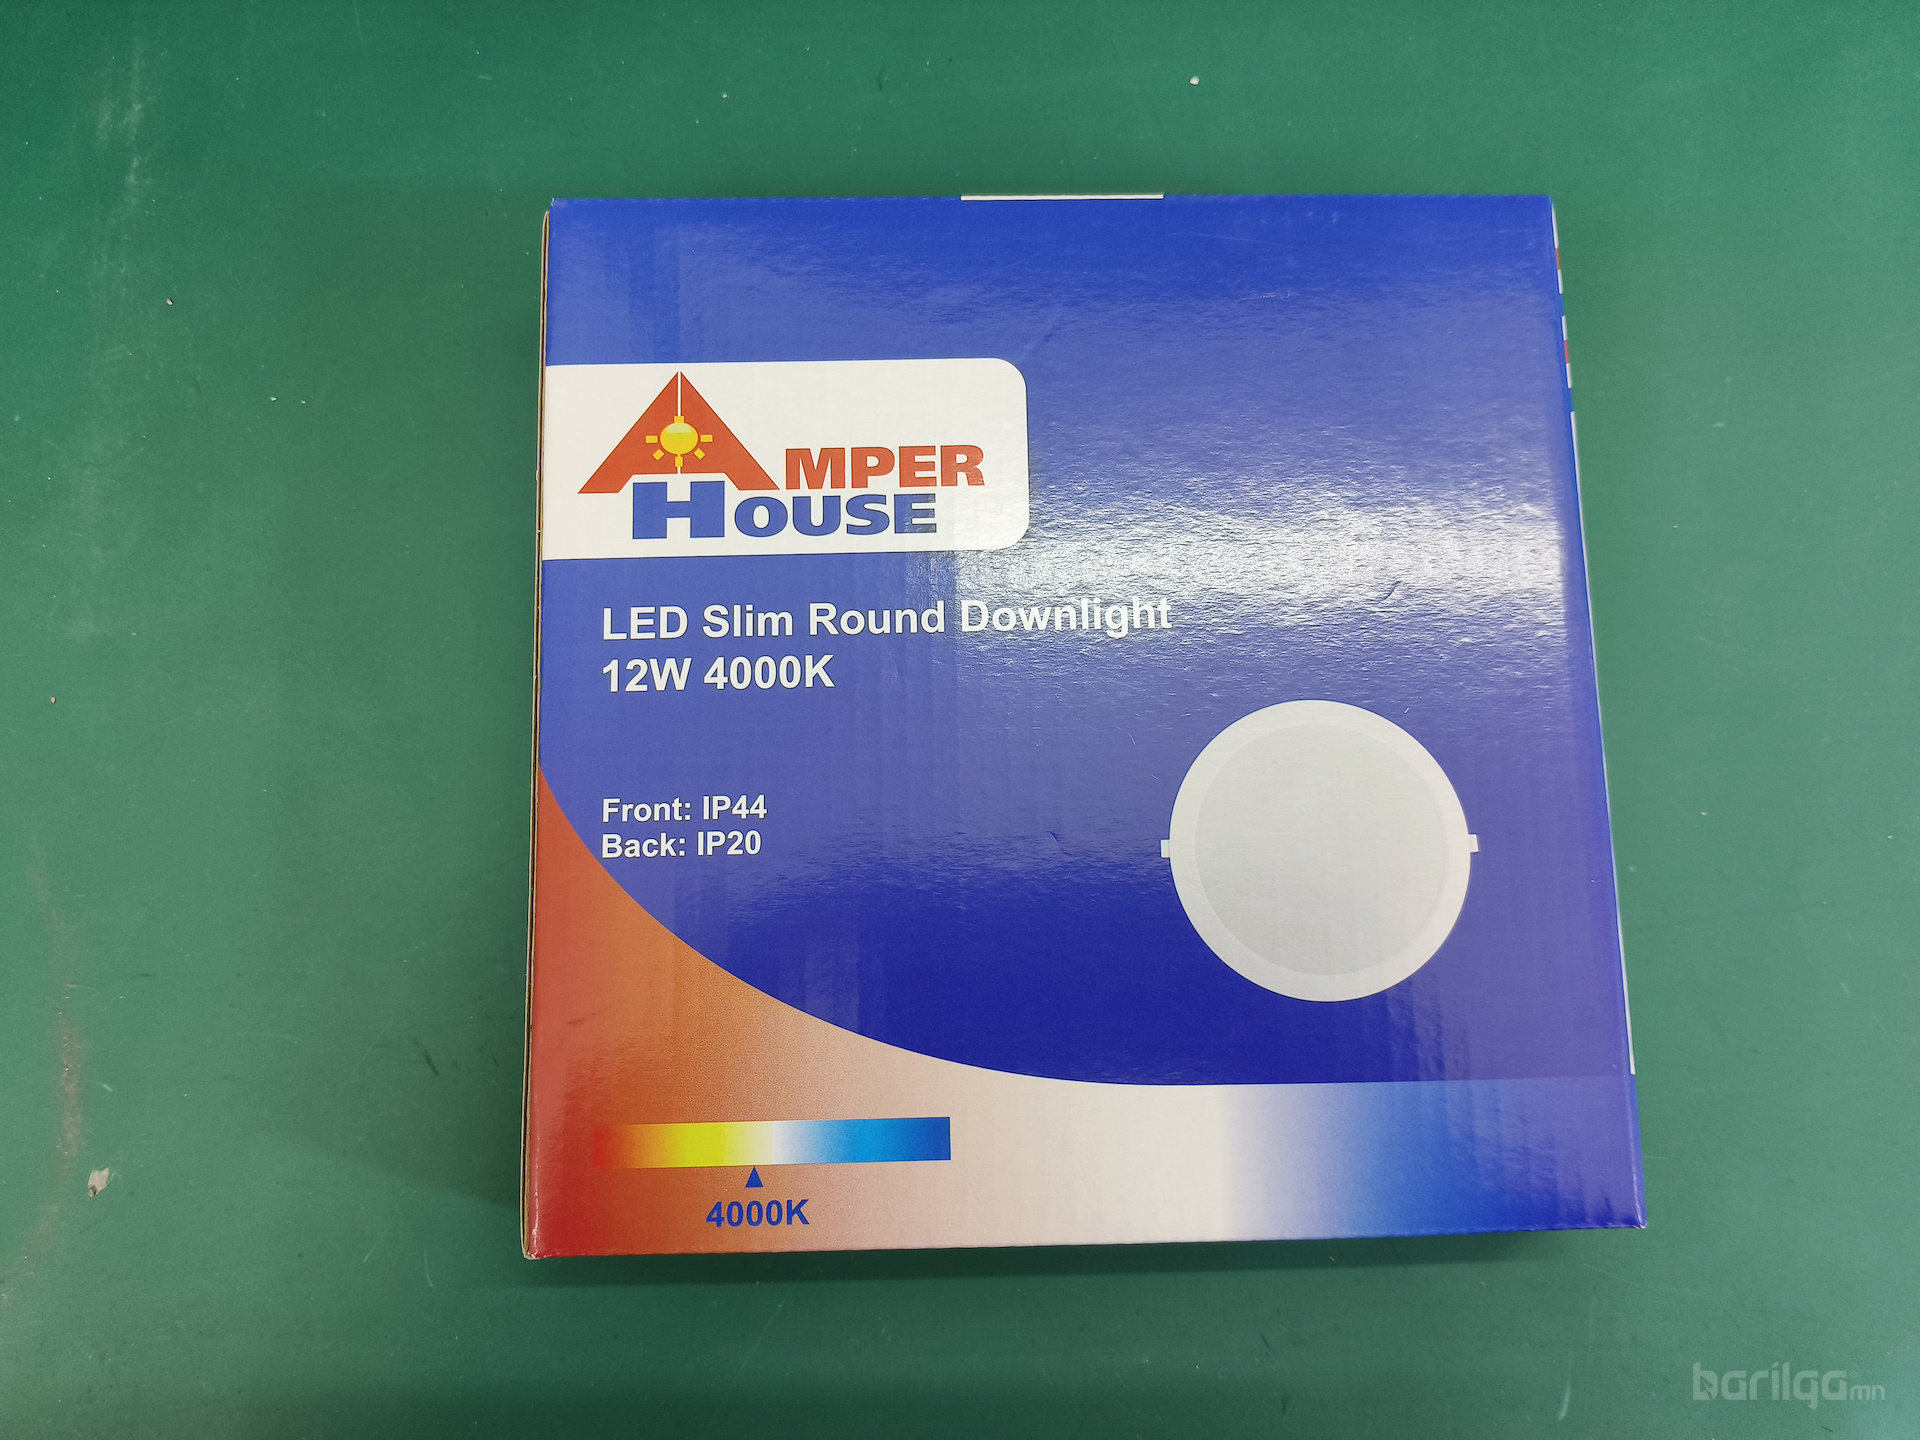 AMPER
HOUSE
LED Slim Round Downlight
12W 4000K
Front: IP44
Back: IP20
4000K
barilga.mn